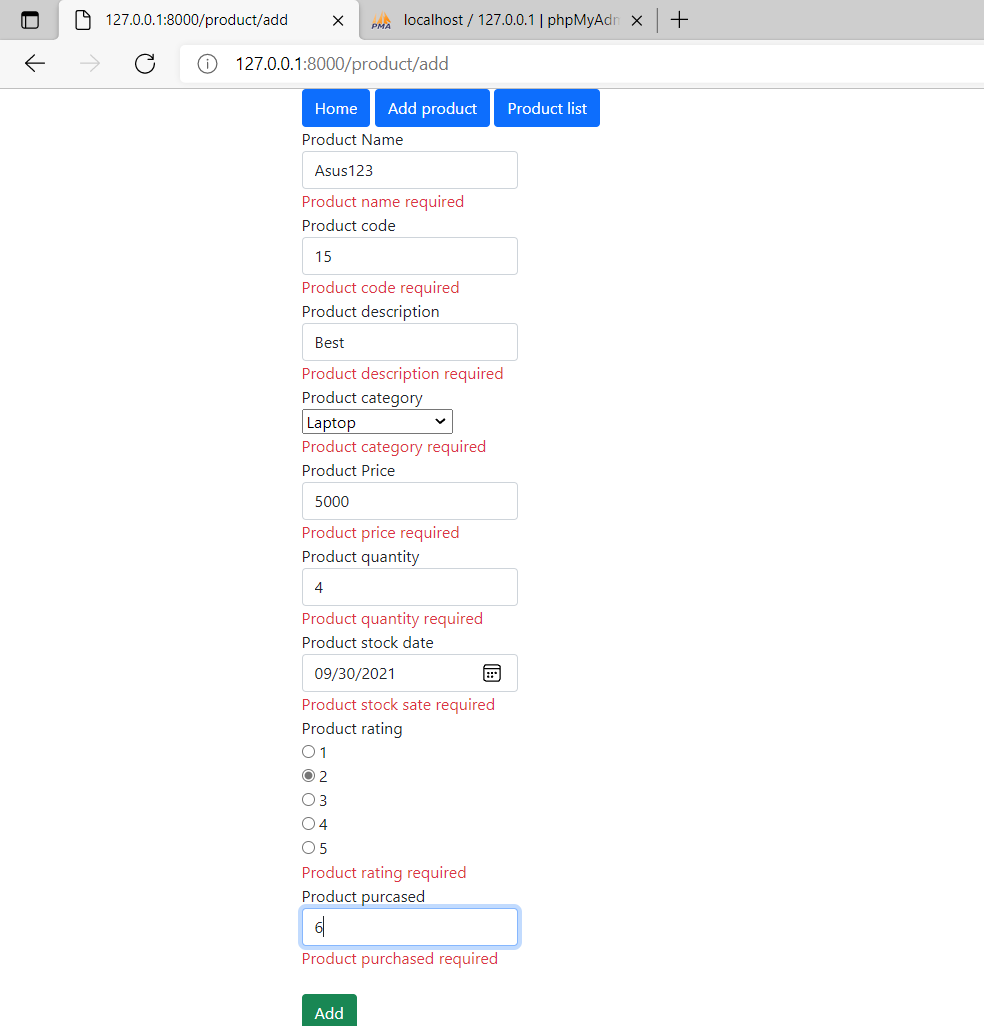 127.0.0.1:8000/product/add
localhost / 127.0.0.1 | phpMyAdm
127.0.0.1:8000/product/add
Home Add product Product list
Product Name
Asus123
Product name required
Product code
15
Product code required
Product description
Best
Product description required
Product category
Laptop
Product category required
Product Price
5000
Product price required
Product quantity
4
Product quantity required
Product stock date
09/30/2021
Product stock sate required
Product rating
1
2
3
4
5
Product rating required
Product purcased
6
Product purchased required
Add